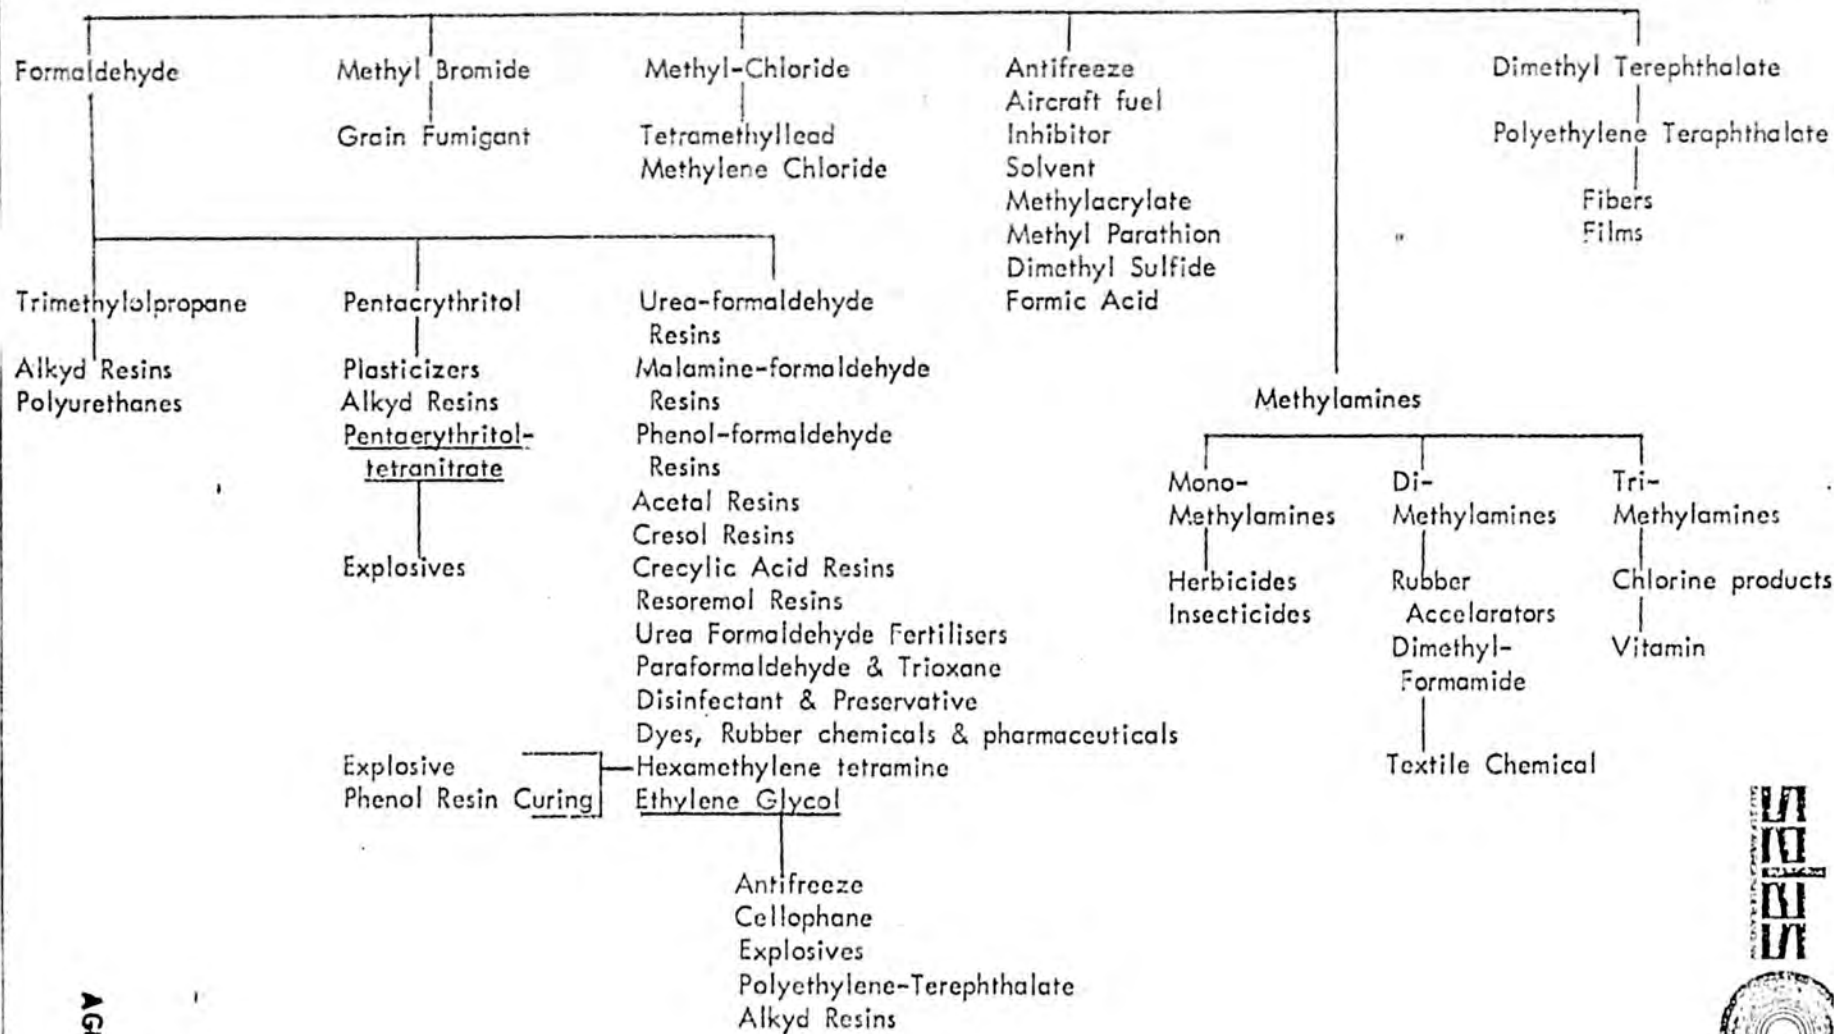 Formaldehyde
Methyl Bromide
Grain Fumigant
Methyl-Chloride
Tetramethyllead
Methylene Chloride
Antifreeze
Aircraft fuel
Inhibitor
Solvent
Methylacrylate
Methyl Parathion
Dimethyl Sulfide
Formic Acid
Dimethyl Terephthalate
Polyethylene Teraphthalate
Fibers
Films
Trimethylolpropane
Alkyd Resins
Polyurethanes
Pentacrythritol
Plasticizers
Alkyd Resins
Pentaerythritol-
tetranitrate
Explosives
Urea-formaldehyde
Resins
Malamine-formaldehyde
Resins
Phenol-formaldehyde
Resins
Acetal Resins
Cresol Resins
Crecylic Acid Resins
Resoremol Resins
Urea Formaldehyde Fertilisers
Paraformaldehyde & Trioxane
Disinfectant & Preservative
Dyes, Rubber chemicals & pharmaceuticals
Hexamethylene tetramine
Ethylene Glycol
Explosive
Phenol Resin Curing
Antifreeze
Cellophane
Explosives
Polyethylene-Terephthalate
Alkyd Resins
Methylamines
Mono-
Methylamines
Herbicides
Insecticides
Di-
Methylamines
Rubber
Accelarators
Dimethyl-
Formamide
Textile Chemical
Tri-
Methylamines
Chlorine products
Vitamin